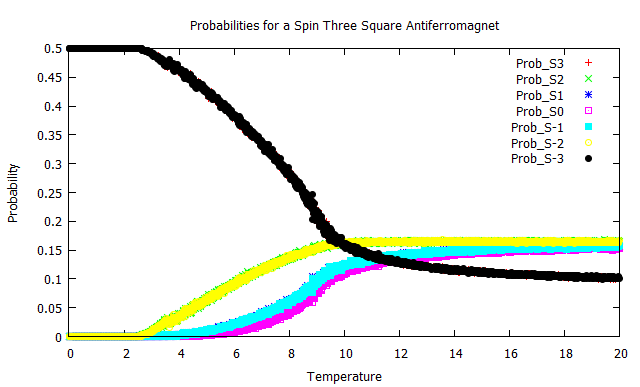 Probabilities for a Spin Three Square Antiferromagnet
0.5
0.45
0.4
0.35
0.3
0.25
0.2
0.15
0.1
0.05
0
Probability
Prob_S3
Prob_S2
Prob_S1
Prob_S0
Prob_S-1
Prob_S-2
Prob_S-3
0 2 4 6 8 10 12 14 16 18 20
Temperature